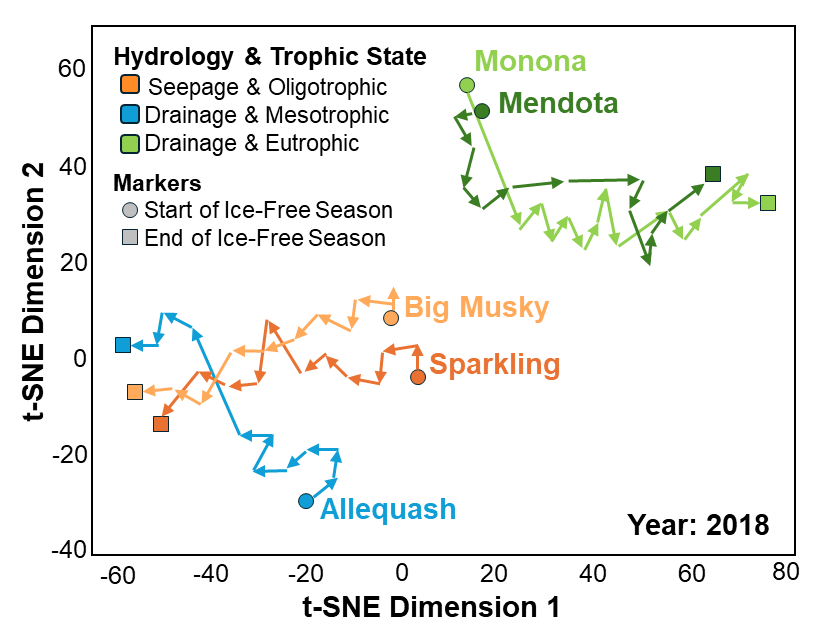 Hydrology & Trophic State
Seepage & Oligotrophic
Drainage & Mesotrophic
Drainage & Eutrophic
Markers
Start of Ice-Free Season
End of Ice-Free Season
Monona
Mendota
Big Musky
Sparkling
Allequash
Year: 2018
t-SNE Dimension 2
60
40
20
0
-20
-40
-60
-40
-20
0
20
40
60
80
t-SNE Dimension 1